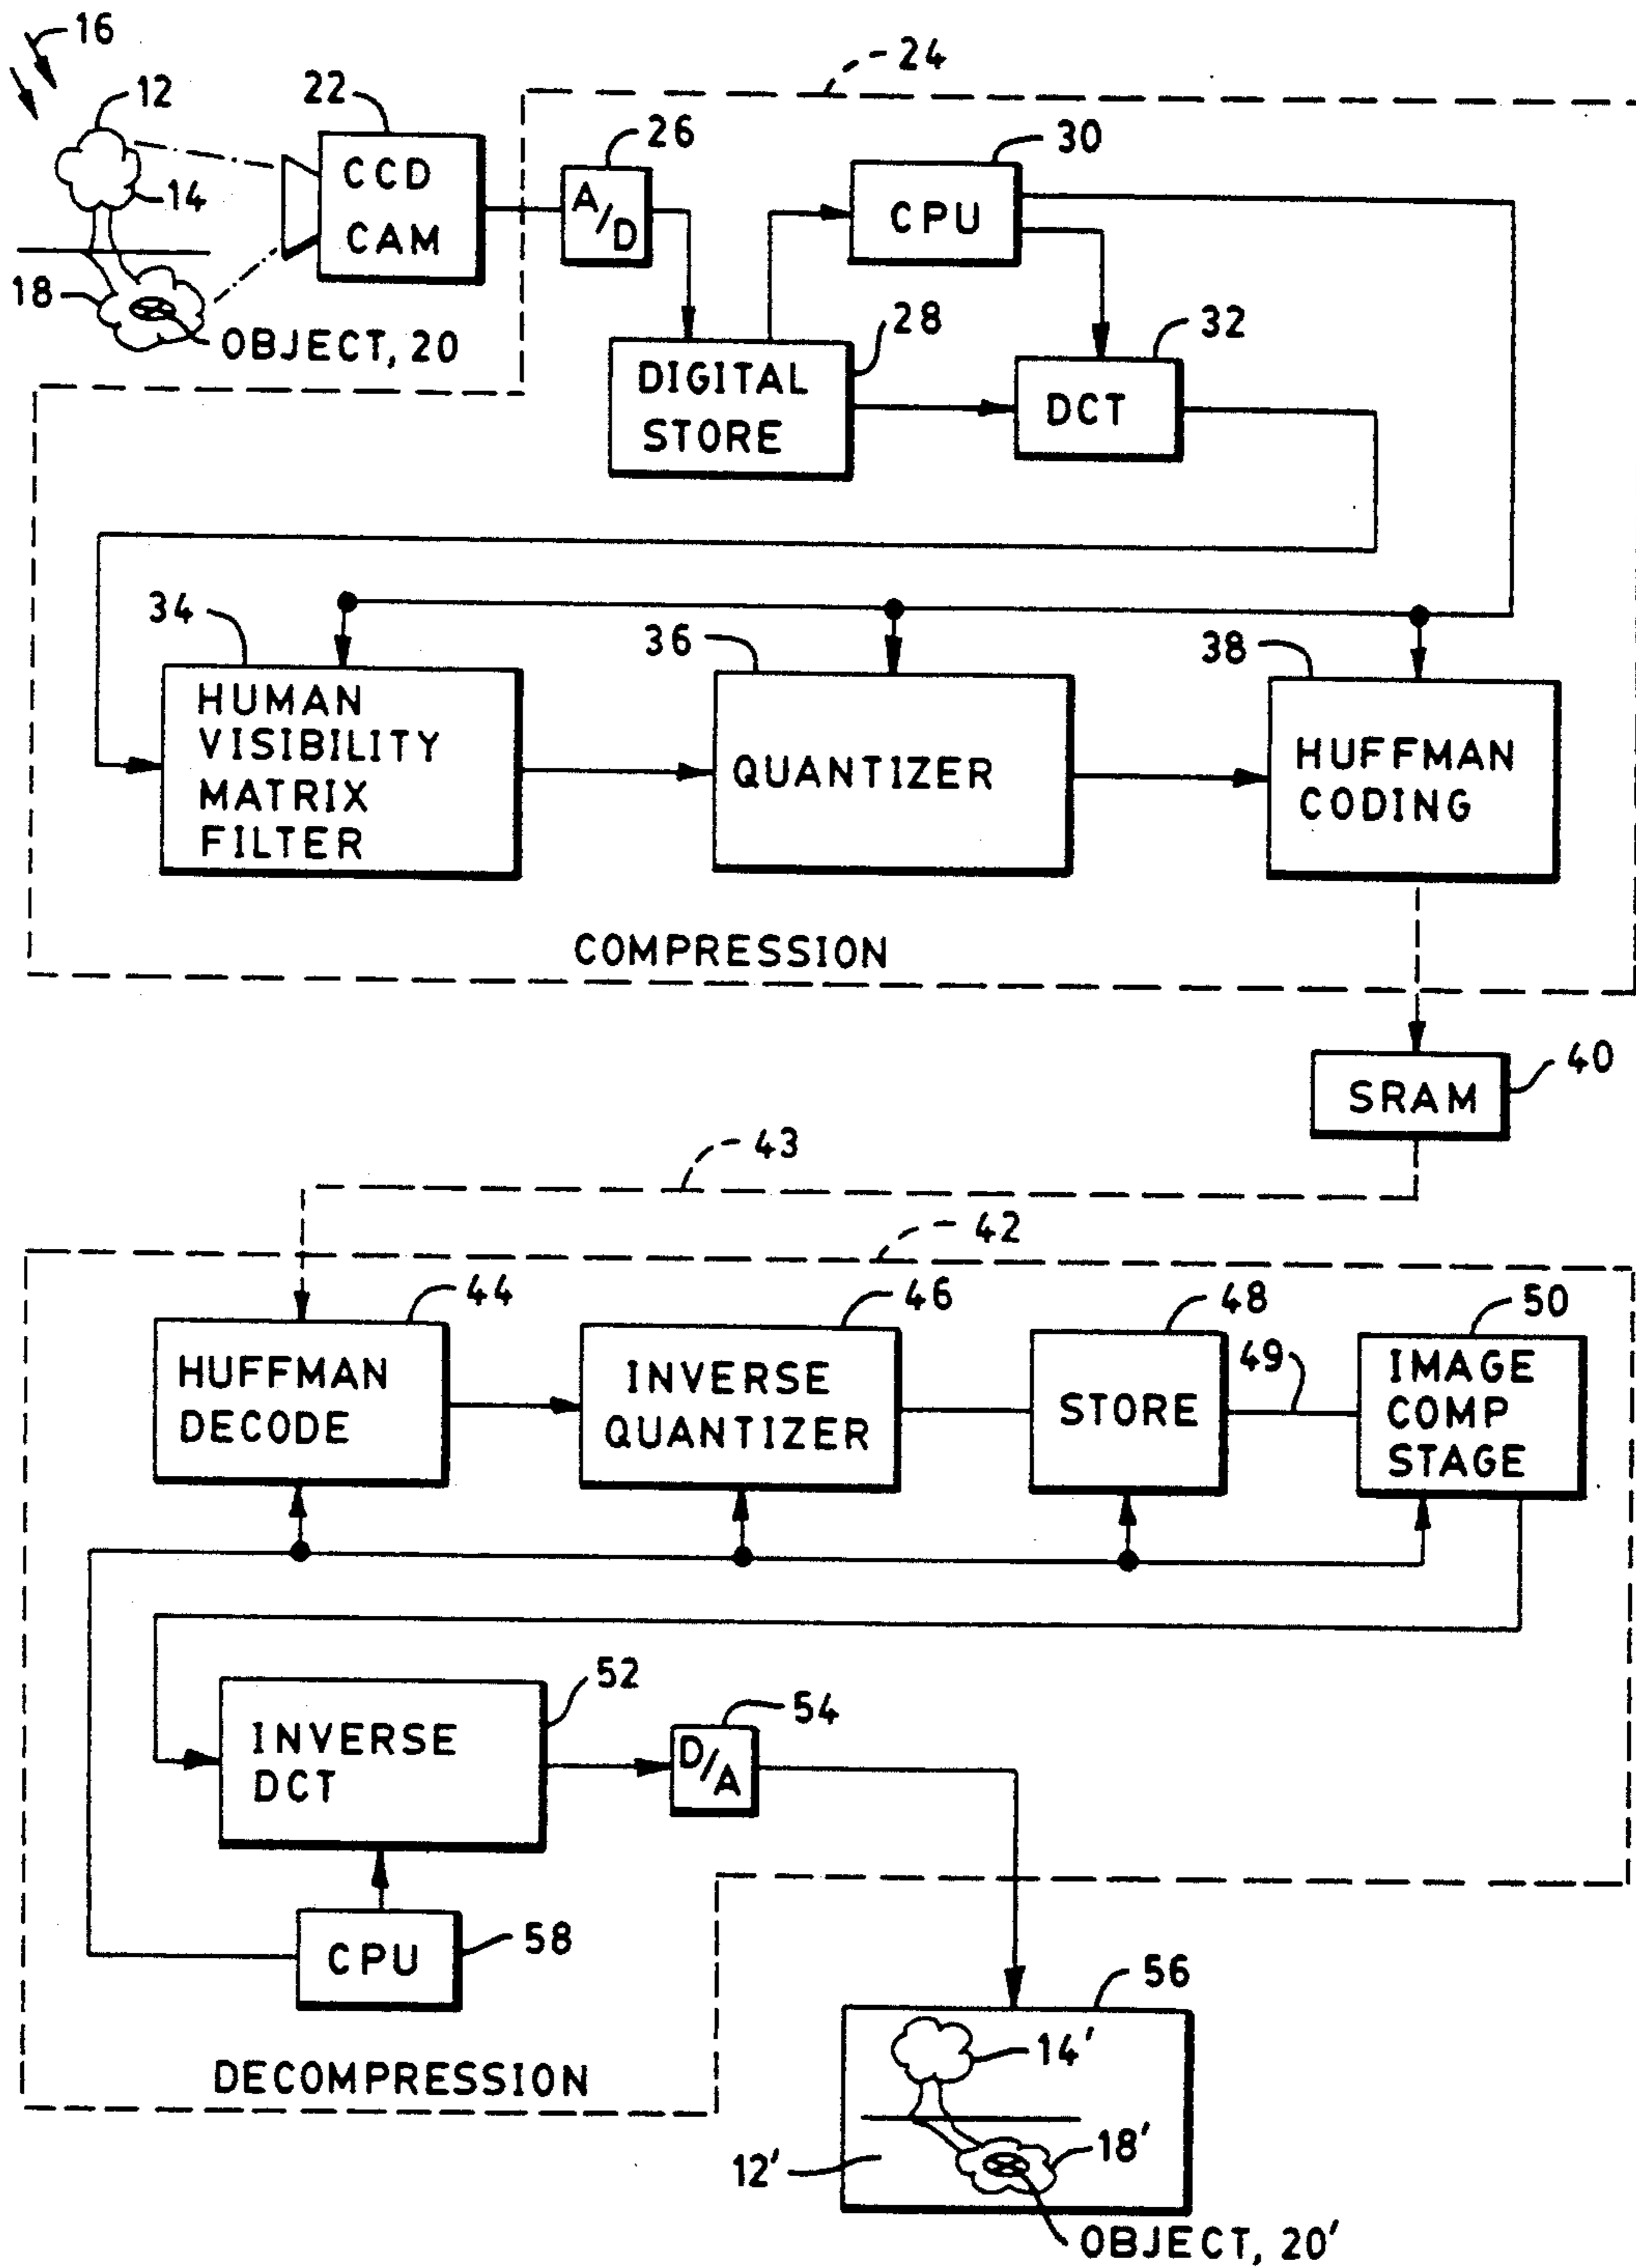 16
24
12
22
26
30
CCD
CAM
A/D
CPU
14
18
OBJECT, 20
28
32
DIGITAL
STORE
DCT
34
36
38
HUMAN
VISIBILITY
MATRIX
FILTER
QUANTIZER
HUFFMAN
CODING
COMPRESSION
40
SRAM
43
42
44
46
48
50
HUFFMAN
DECODE
INVERSE
QUANTIZER
STORE
49
IMAGE
COMP
STAGE
52
54
INVERSE
DCT
D/A
58
CPU
56
14'
DECOMPRESSION
18'
12'
OBJECT, 20'